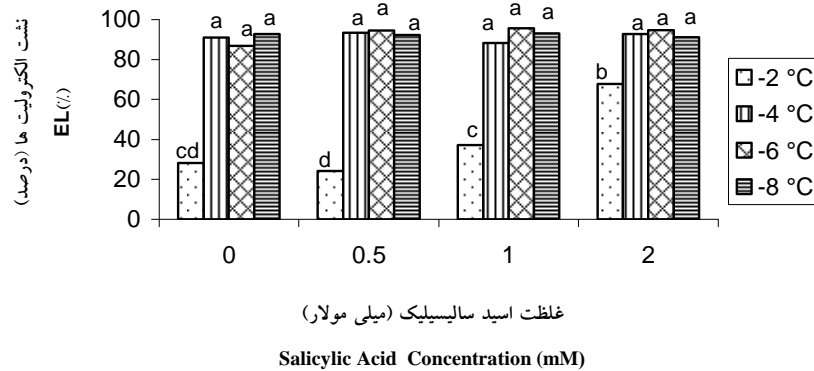 نشت الکترولیت ها (درصد)
EL(٪)
100
80
60
40
20
0
cd a a a
d a a a
c a a a
b a a a
0 0.5 1 2
-2 °C
-4 °C
-6 °C
-8 °C
غلظت اسید سالیسیلیک (میلی مولار)
Salicylic Acid Concentration (mM)